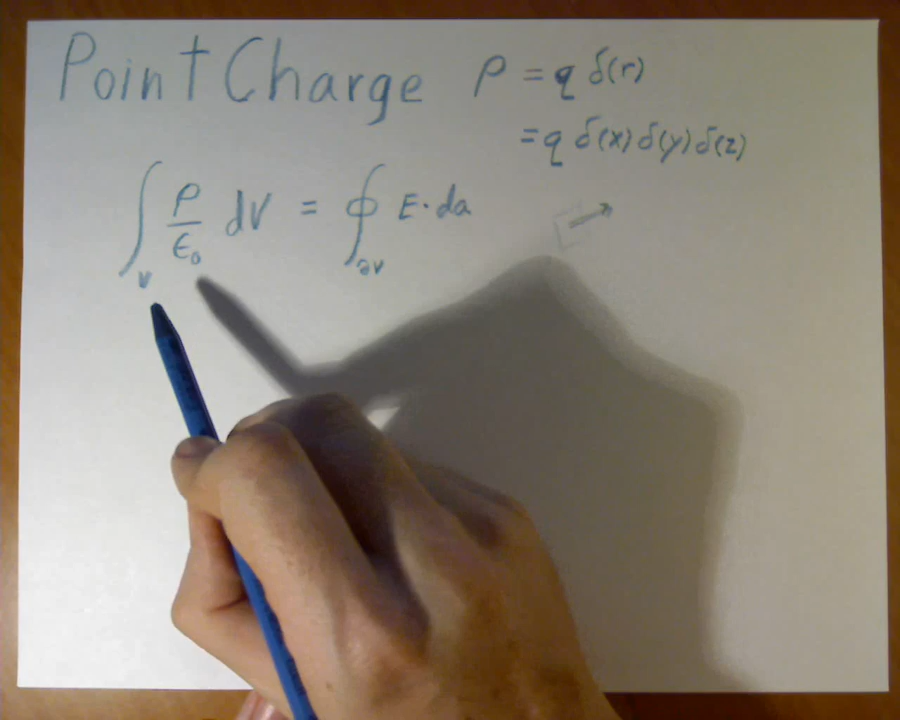 Point Charge ρ = q δ(r)
= q δ(x) δ(y) δ(z)
∫_V ρ/ϵ₀ dV = ∮_∂V E · da